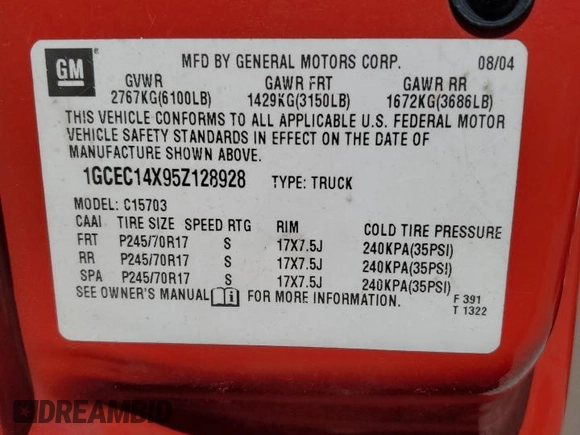 GM
MFD BY GENERAL MOTORS CORP. 08/04
GVWR GAWR FRT GAWR RR
2767KG(6100LB) 1429KG(3150LB) 1672KG(3686LB)
THIS VEHICLE CONFORMS TO ALL APPLICABLE U.S. FEDERAL MOTOR
VEHICLE SAFETY STANDARDS IN EFFECT ON THE DATE OF
MANUFACTURE SHOWN ABOVE.
1GCEC14X95Z128928 TYPE: TRUCK
MODEL: C15703
CAAI TIRE SIZE SPEED RTG RIM COLD TIRE PRESSURE
FRT P245/70R17 S 17X7.5J 240KPA(35PSI)
RR P245/70R17 S 17X7.5J 240KPA(35PSI)
SPA P245/70R17 S 17X7.5J 240KPA(35PSI)
SEE OWNER'S MANUAL i FOR MORE INFORMATION.
F 391
T 1322
DREAMBID